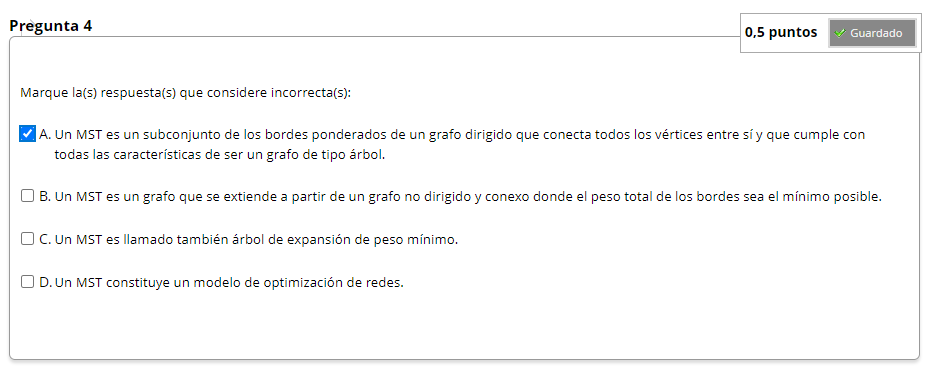 Pregunta 4
0,5 puntos
Guardado
Marque la(s) respuesta(s) que considere incorrecta(s):
A. Un MST es un subconjunto de los bordes ponderados de un grafo dirigido que conecta todos los vértices entre sí y que cumple con
todas las características de ser un grafo de tipo árbol.
B. Un MST es un grafo que se extiende a partir de un grafo no dirigido y conexo donde el peso total de los bordes sea el mínimo posible.
C. Un MST es llamado también árbol de expansión de peso mínimo.
D. Un MST constituye un modelo de optimización de redes.